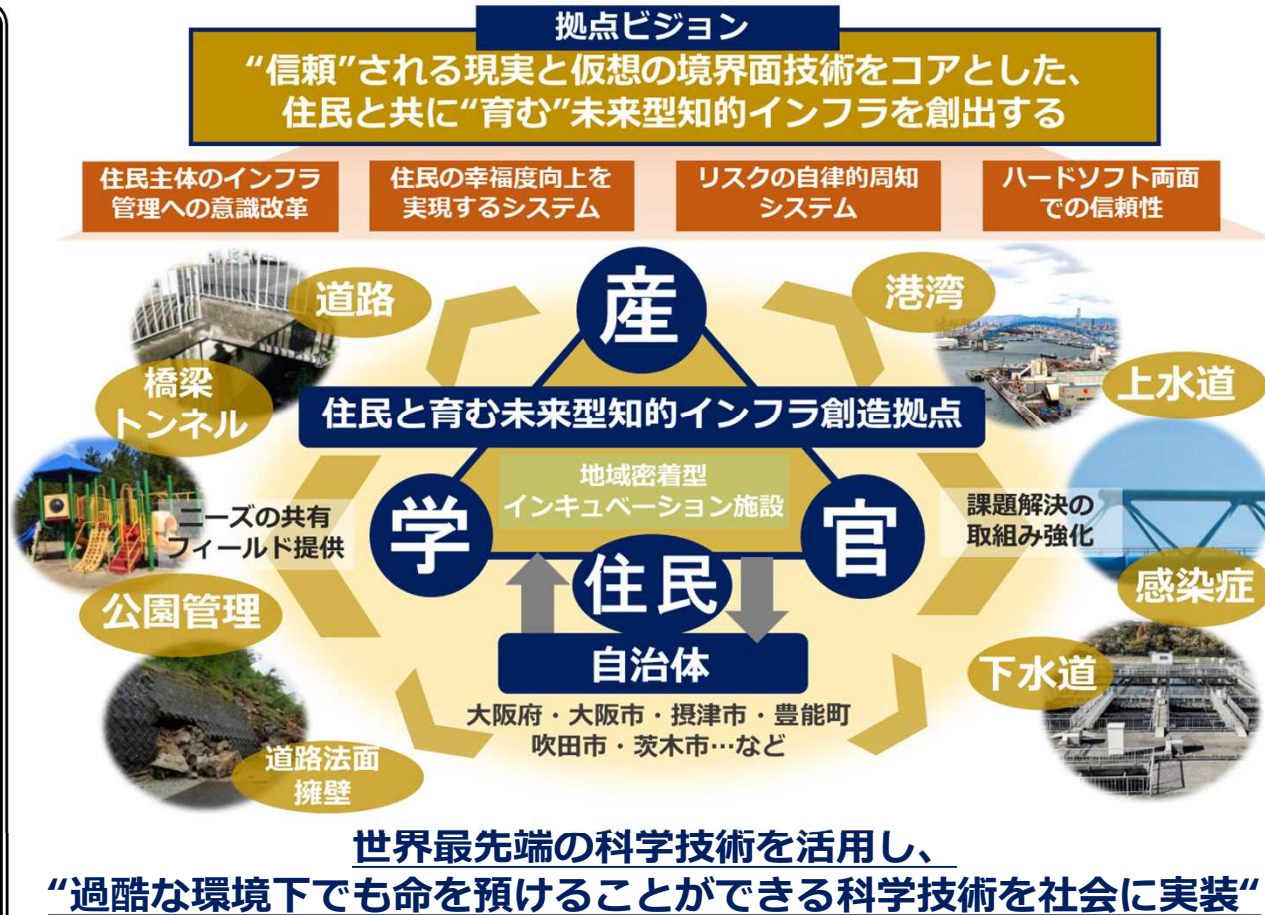 拠点ビジョン
“信頼”される現実と仮想の境界面技術をコアとした、
住民と共に“育む”未来型知的インフラを創出する
住民主体のインフラ
管理への意識改革
住民の幸福度向上を
実現するシステム
リスクの自律的周知
システム
ハードソフト両面
での信頼性
道路
産
港湾
橋梁
トンネル
上水道
住民と育む未来型知的インフラ創造拠点
地域密着型
インキュベーション施設
ニーズの共有
フィールド提供
学
官
課題解決の
取組み強化
住民
公園管理
感染症
自治体
下水道
大阪府・大阪市・摂津市・豊能町
吹田市・茨木市…など
道路法面
擁壁
世界最先端の科学技術を活用し、
“過酷な環境下でも命を預けることができる科学技術を社会に実装“